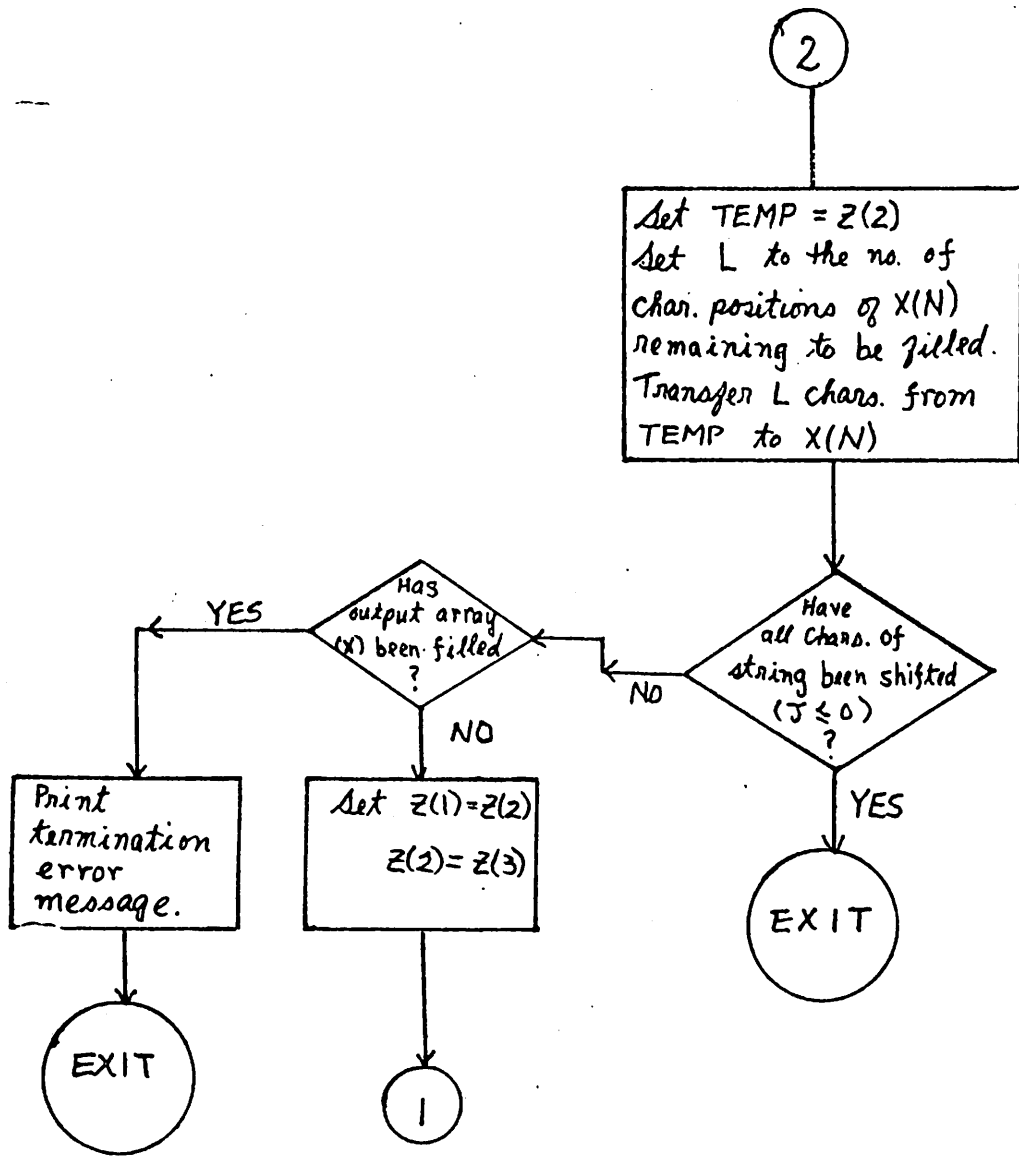 2
Set TEMP = Z(2)
Set L to the no. of
char. positions of X(N)
remaining to be filled.
Transfer L chars. from
TEMP to X(N)
Have
all Chars. of
string been shifted
(J ≤ 0)
?
NO
YES
EXIT
Has
output array
(X) been filled
?
YES
NO
Print
termination
error
message.
EXIT
Set Z(1)=Z(2)
Z(2)=Z(3)
1